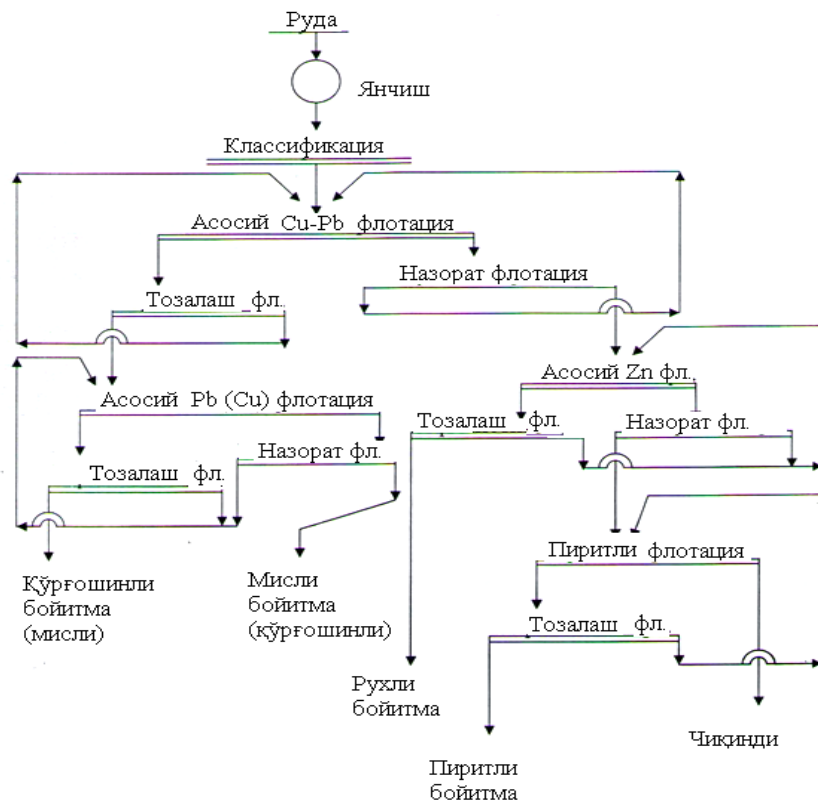 Руда
Янчиш
Классификация
Асосий Cu-Pb флотация
Назорат флотация
Тозалаш фл.
Асосий Zn фл.
Асосий Pb (Cu) флотация
Тозалаш фл.
Назорат фл.
Назорат фл.
Тозалаш фл.
Пиритли флотация
Қўрғошинли
бойитма
(мисли)
Мисли
бойитма
(қўрғошинли)
Тозалаш фл.
Рухли
бойитма
Чиқинди
Пиритли
бойитма